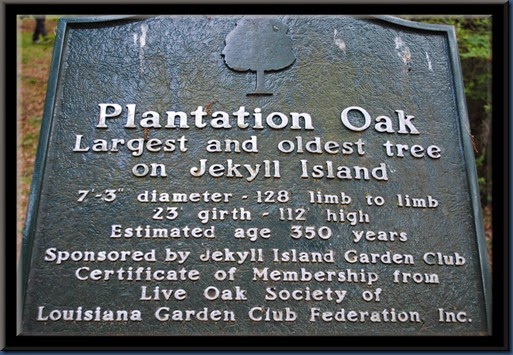 Plantation Oak
Largest and oldest tree
on Jekyll Island
7'-3" diameter - 128' limb to limb
23' girth - 112' high
Estimated age 350 years
Sponsored by Jekyll Island Garden Club
Certificate of Membership from
Live Oak Society of
Louisiana Garden Club Federation Inc.